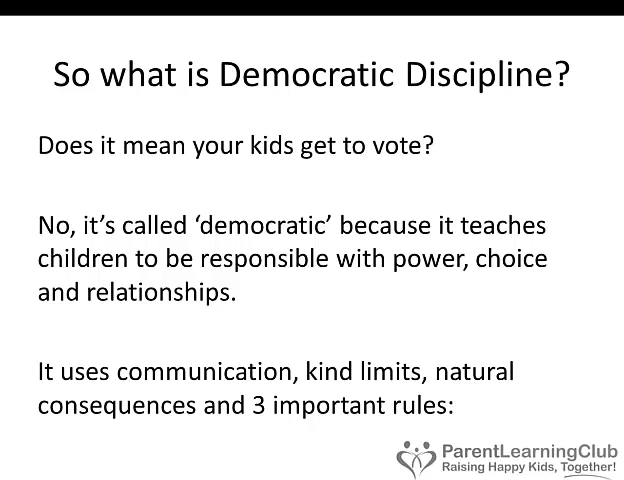 So what is Democratic Discipline?
Does it mean your kids get to vote?
No, it’s called ‘democratic’ because it teaches
children to be responsible with power, choice
and relationships.
It uses communication, kind limits, natural
consequences and 3 important rules:
ParentLearningClub
Raising Happy Kids, Together!